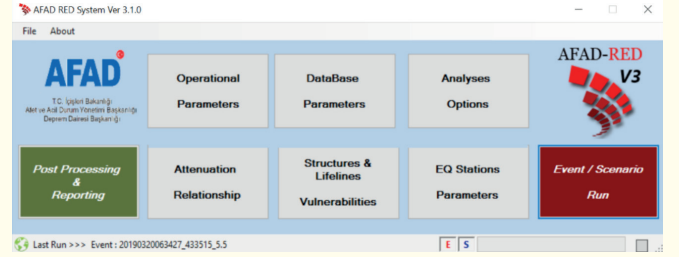 AFAD RED System Ver 3.1.0
File About
AFAD
T.C. İçişleri Bakanlığı
Afet ve Acil Durum Yönetimi Başkanlığı
Deprem Dairesi Başkanlığı
Operational
Parameters
DataBase
Parameters
Analyses
Options
AFAD-RED
V3
Post Processing
&
Reporting
Attenuation
Relationship
Structures &
Lifelines
Vulnerabilities
EQ Stations
Parameters
Event / Scenario
Run
Last Run >>> Event : 20190320063427_433515_5.5
E S